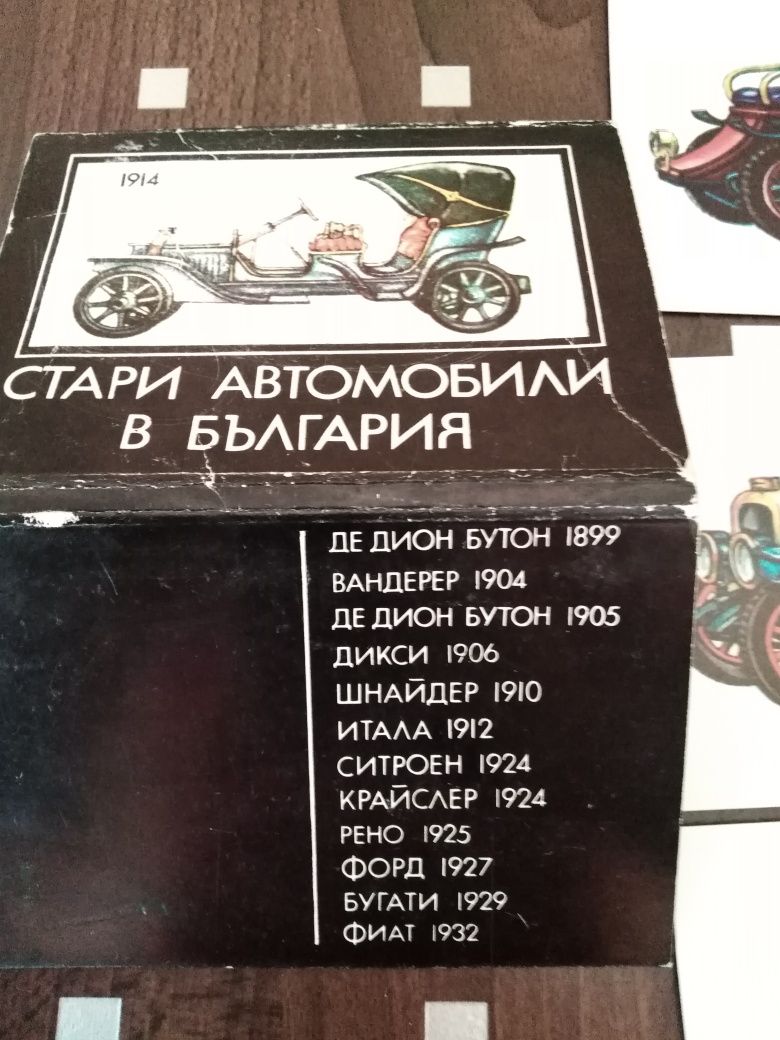 1914
СТАРИ АВТОМОБИЛИ
В БЪЛГАРИЯ
ДЕ ДИОН БУТОН 1899
ВАНДЕРЕР 1904
ДЕ ДИОН БУТОН 1905
ДИКСИ 1906
ШНАЙДЕР 1910
ИТАЛА 1912
СИТРОЕН 1924
КРАЙСЛЕР 1924
РЕНО 1925
ФОРД 1927
БУГАТИ 1929
ФИАТ 1932